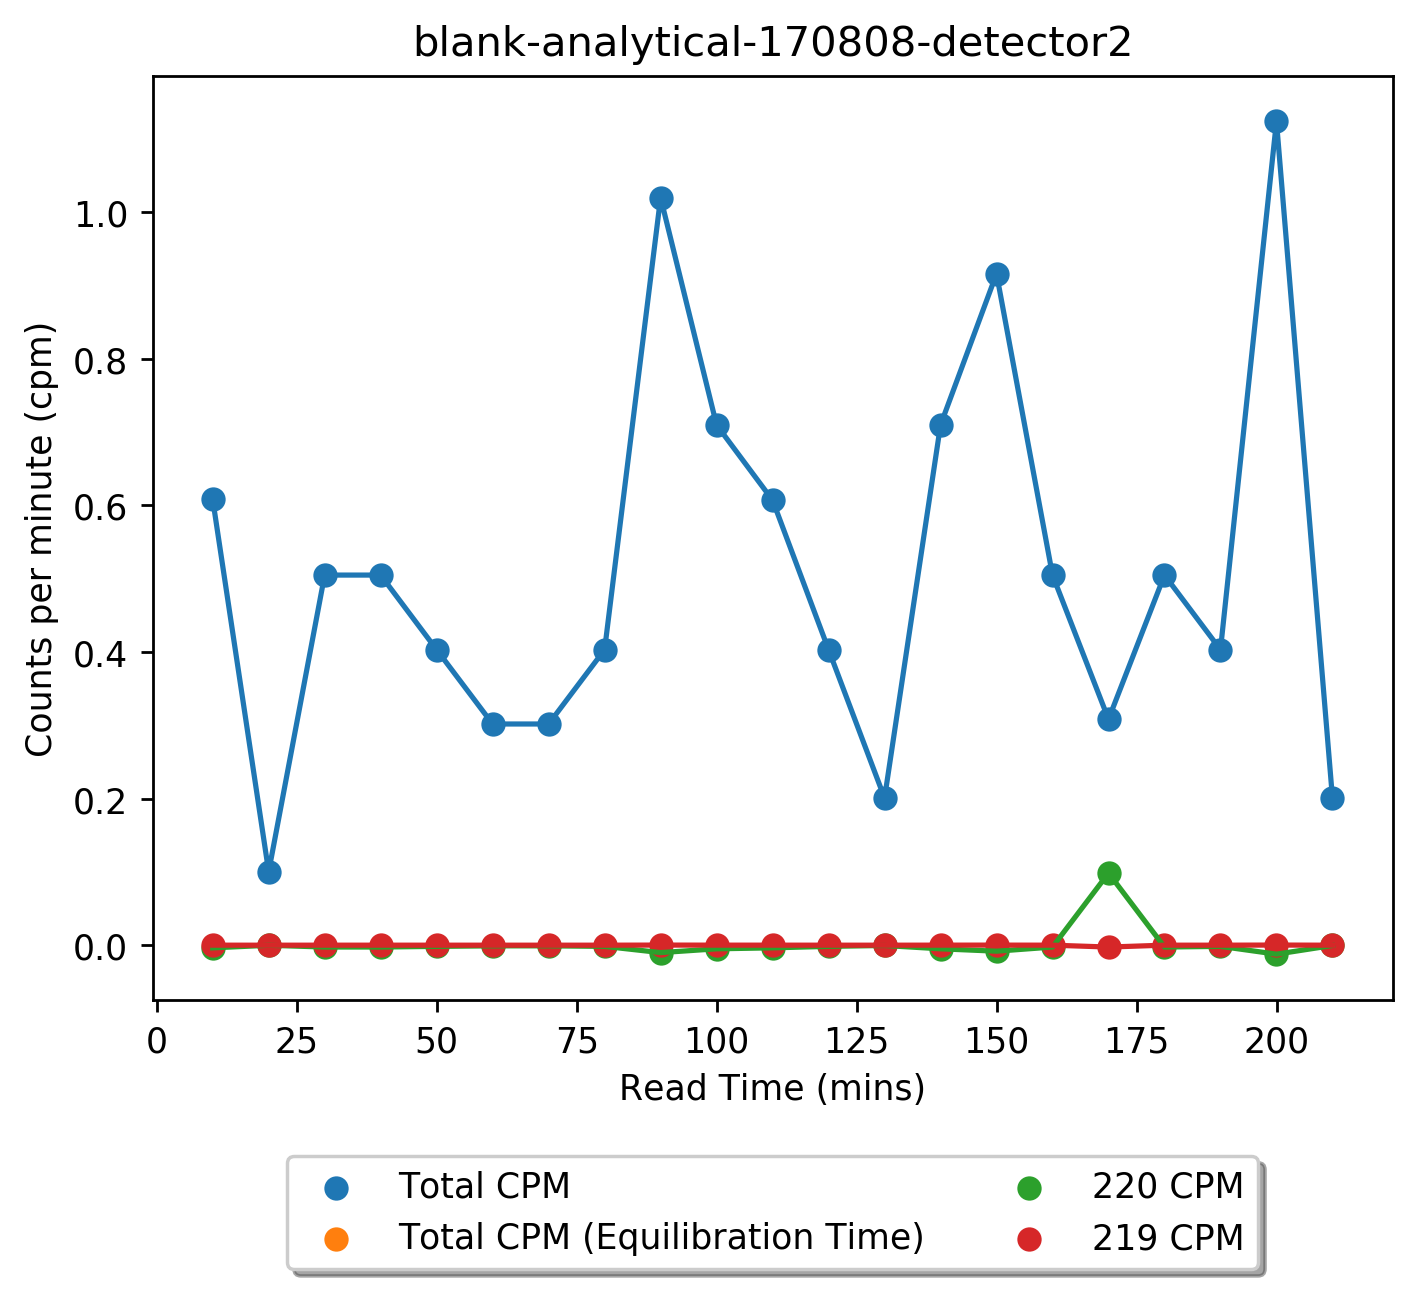 blank-analytical-170808-detector2
Counts per minute (cpm)
1.0
0.8
0.6
0.4
0.2
0.0
0 25 50 75 100 125 150 175 200
Read Time (mins)
Total CPM
Total CPM (Equilibration Time)
220 CPM
219 CPM